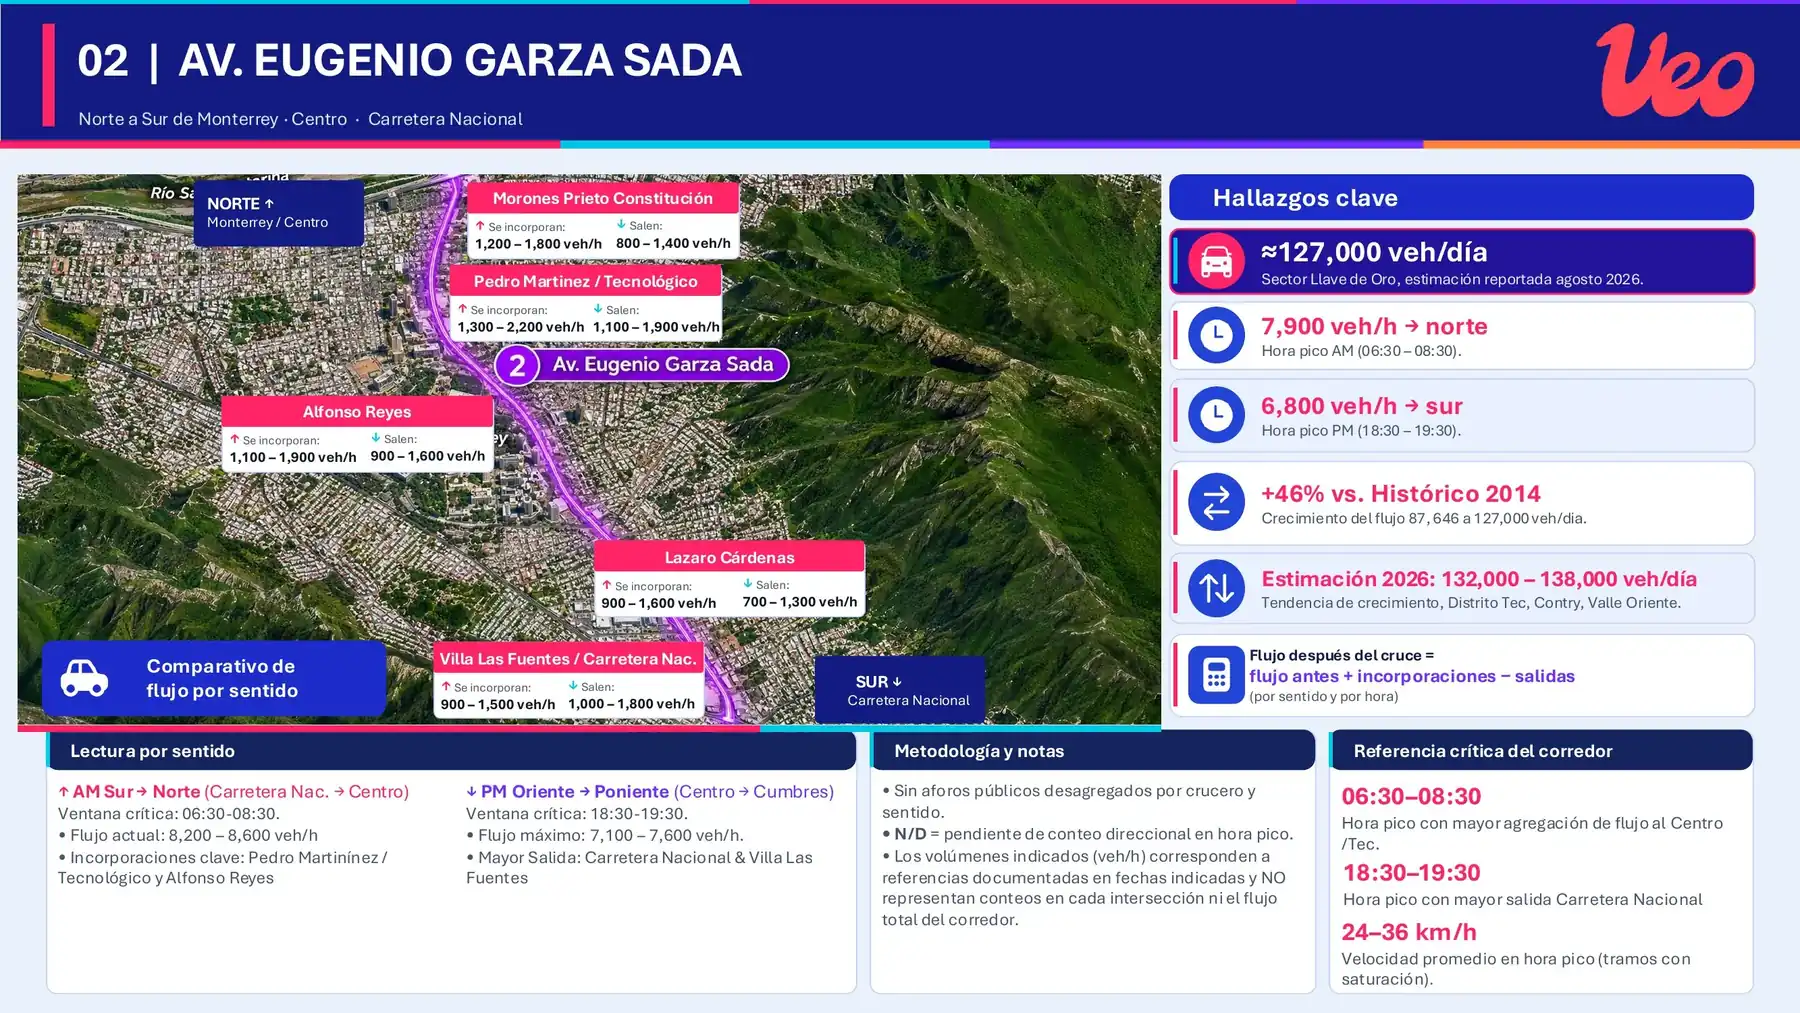 02 | AV. EUGENIO GARZA SADA
Norte a Sur de Monterrey · Centro · Carretera Nacional
Veo
Río Sa
NORTE ↑
Monterrey / Centro
Morones Prieto Constitución
↑ Se incorporan: ↓ Salen:
1,200 – 1,800 veh/h 800 – 1,400 veh/h
Pedro Martinez / Tecnológico
↑ Se incorporan: ↓ Salen:
1,300 – 2,200 veh/h 1,100 – 1,900 veh/h
2 Av. Eugenio Garza Sada
Alfonso Reyes
↑ Se incorporan: ↓ Salen:
1,100 – 1,900 veh/h 900 – 1,600 veh/h
ey
Lazaro Cárdenas
↑ Se incorporan: ↓ Salen:
900 – 1,600 veh/h 700 – 1,300 veh/h
Villa Las Fuentes / Carretera Nac.
↑ Se incorporan: ↓ Salen:
900 – 1,500 veh/h 1,000 – 1,800 veh/h
SUR ↓
Carretera Nacional
Comparativo de
flujo por sentido
Hallazgos clave
≈127,000 veh/día
Sector Llave de Oro, estimación reportada agosto 2026.
7,900 veh/h → norte
Hora pico AM (06:30 – 08:30).
6,800 veh/h → sur
Hora pico PM (18:30 – 19:30).
+46% vs. Histórico 2014
Crecimiento del flujo 87, 646 a 127,000 veh/dia.
Estimación 2026: 132,000 – 138,000 veh/día
Tendencia de crecimiento, Distrito Tec, Contry, Valle Oriente.
Flujo después del cruce =
flujo antes + incorporaciones − salidas
(por sentido y por hora)
Lectura por sentido
↑ AM Sur → Norte (Carretera Nac. → Centro)
Ventana crítica: 06:30-08:30.
• Flujo actual: 8,200 – 8,600 veh/h
• Incorporaciones clave: Pedro Martinínez /
Tecnológico y Alfonso Reyes
↓ PM Oriente → Poniente (Centro → Cumbres)
Ventana crítica: 18:30-19:30.
• Flujo máximo: 7,100 – 7,600 veh/h.
• Mayor Salida: Carretera Nacional & Villa Las
Fuentes
Metodología y notas
• Sin aforos públicos desagregados por crucero y
sentido.
• N/D = pendiente de conteo direccional en hora pico.
• Los volúmenes indicados (veh/h) corresponden a
referencias documentadas en fechas indicadas y NO
representan conteos en cada intersección ni el flujo
total del corredor.
Referencia crítica del corredor
06:30–08:30
Hora pico con mayor agregación de flujo al Centro
/Tec.
18:30–19:30
Hora pico con mayor salida Carretera Nacional
24–36 km/h
Velocidad promedio en hora pico (tramos con
saturación).